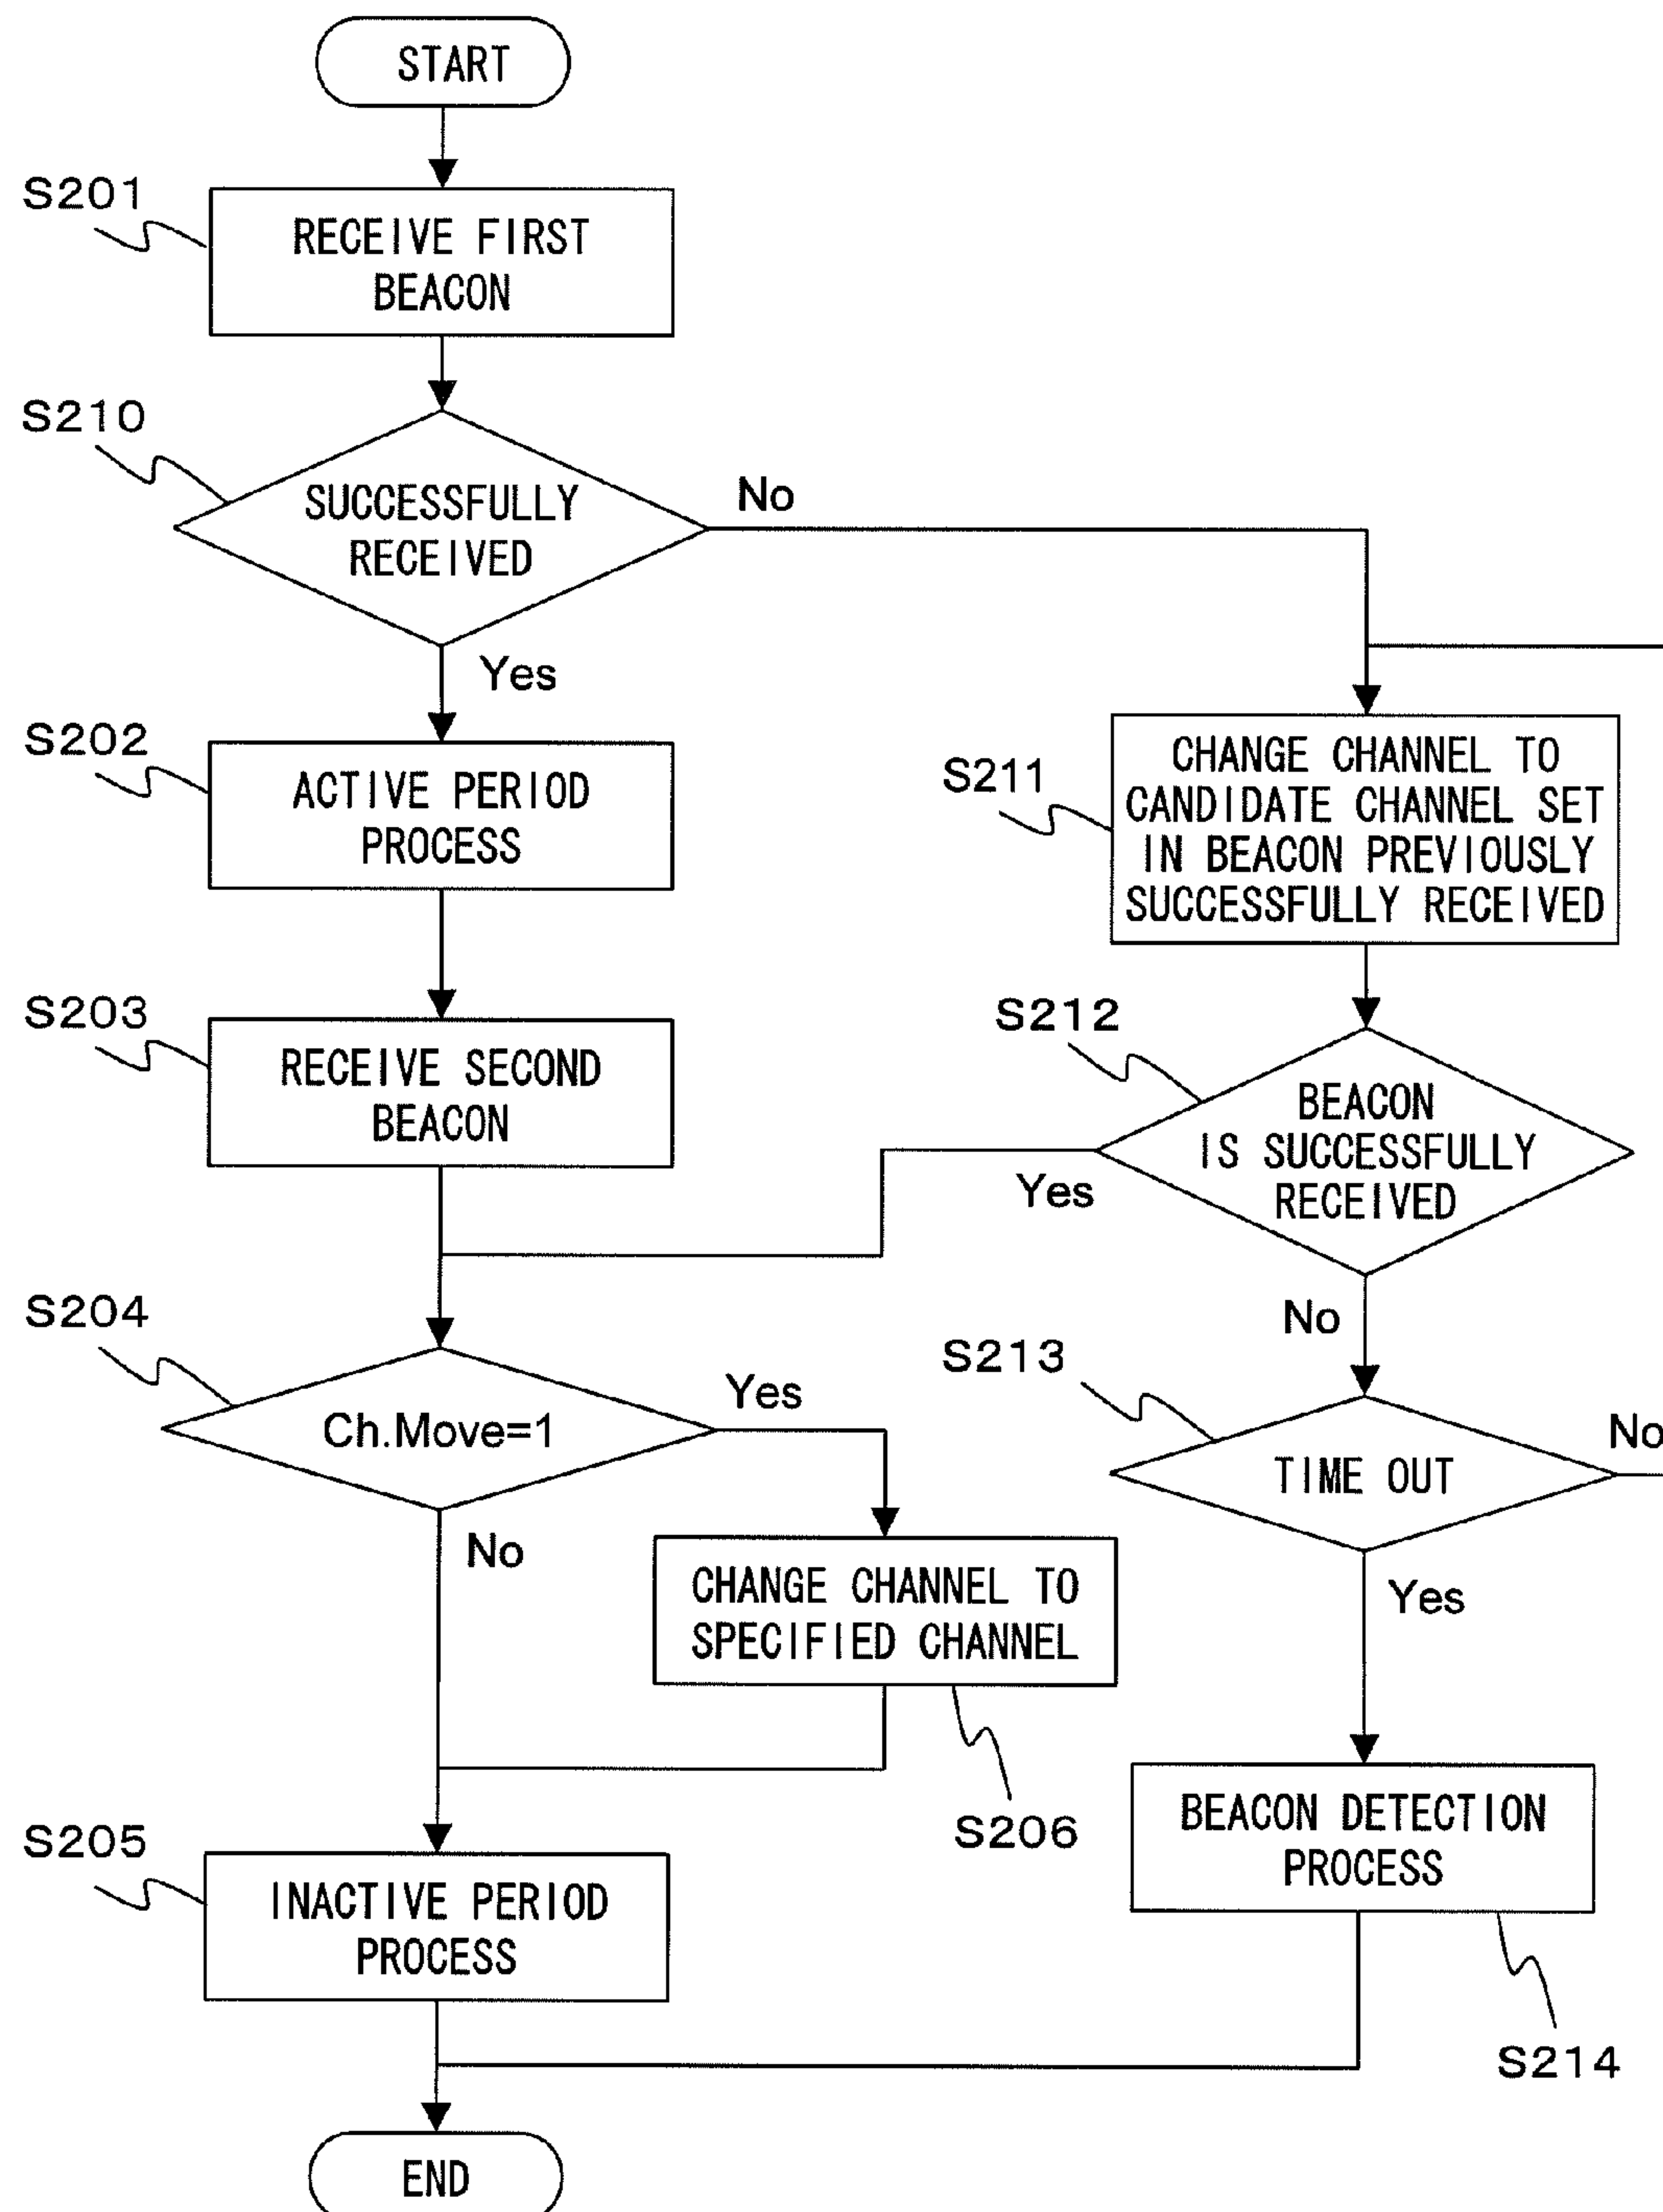 START
S201
RECEIVE FIRST
BEACON
S210
SUCCESSFULLY
RECEIVED
No
Yes
S202
ACTIVE PERIOD
PROCESS
S211
CHANGE CHANNEL TO
CANDIDATE CHANNEL SET
IN BEACON PREVIOUSLY
SUCCESSFULLY RECEIVED
S203
RECEIVE SECOND
BEACON
S212
BEACON
IS SUCCESSFULLY
RECEIVED
Yes
No
S204
Ch.Move=1
Yes
No
S213
TIME OUT
No
Yes
CHANGE CHANNEL TO
SPECIFIED CHANNEL
S206
S205
INACTIVE PERIOD
PROCESS
BEACON DETECTION
PROCESS
S214
END